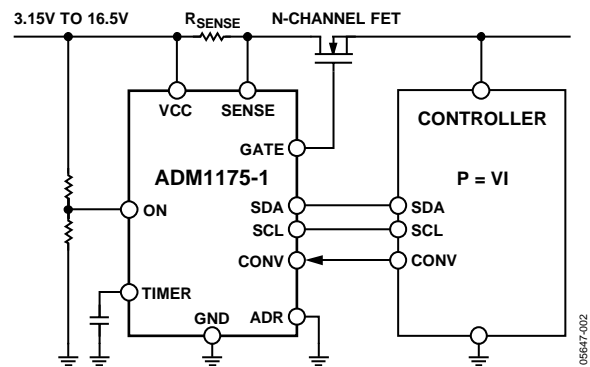 3.15V TO 16.5V
RSENSE
N-CHANNEL FET
VCC
SENSE
CONTROLLER
GATE
ADM1175-1
P = VI
ON
SDA
SDA
SCL
SCL
CONV
CONV
TIMER
GND
ADR
05647-002